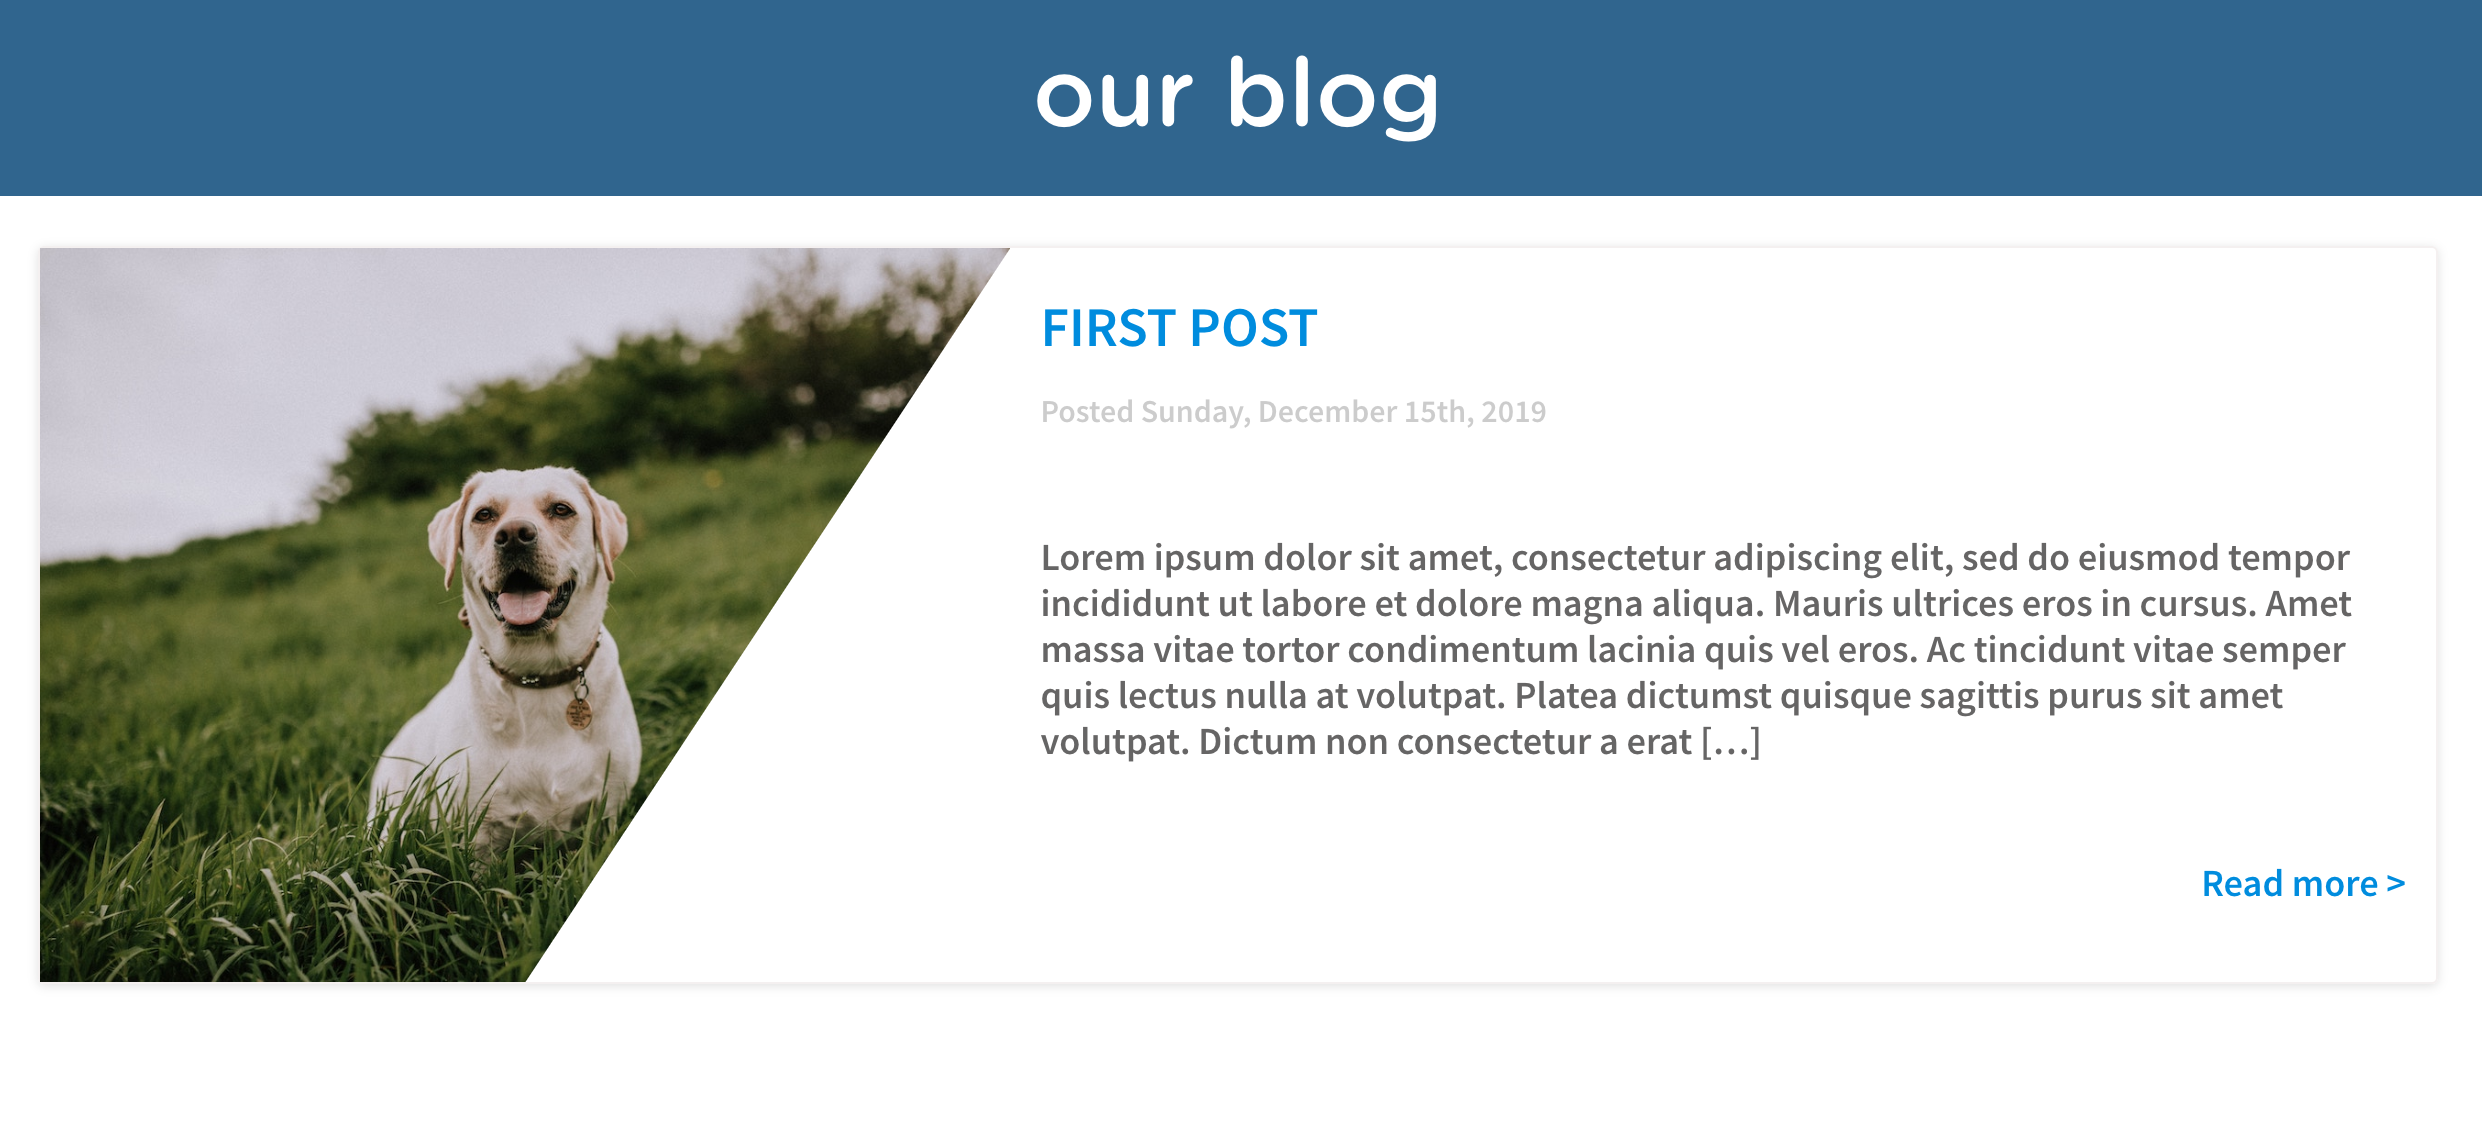 our blog
FIRST POST
Posted Sunday, December 15th, 2019
Lorem ipsum dolor sit amet, consectetur adipiscing elit, sed do eiusmod tempor
incididunt ut labore et dolore magna aliqua. Mauris ultrices eros in cursus. Amet
massa vitae tortor condimentum lacinia quis vel eros. Ac tincidunt vitae semper
quis lectus nulla at volutpat. Platea dictumst quisque sagittis purus sit amet
volutpat. Dictum non consectetur a erat […]
Read more >